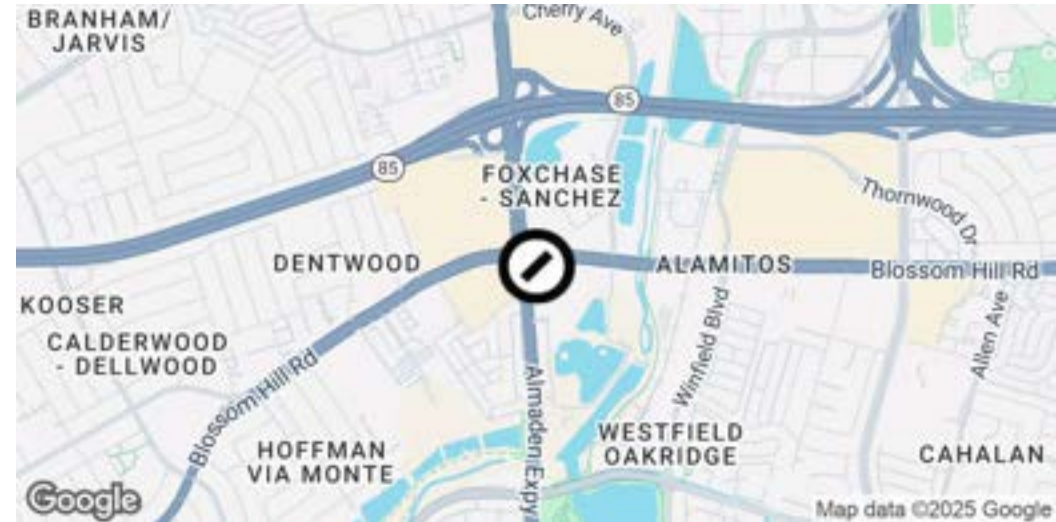 BRANHAM/
JARVIS
Cherry Ave
85
85
FOXCHASE
- SANCHEZ
Thornwood Dr
DENTWOOD
ALAMITOS
Blossom Hill Rd
KOOSER
CALDERWOOD
- DELLWOOD
Blossom Hill Rd
Almaden Expy
Winfield Blvd
Allen Ave
HOFFMAN
VIA MONTE
WESTFIELD
OAKRIDGE
CAHALAN
Google
Map data ©2025 Google